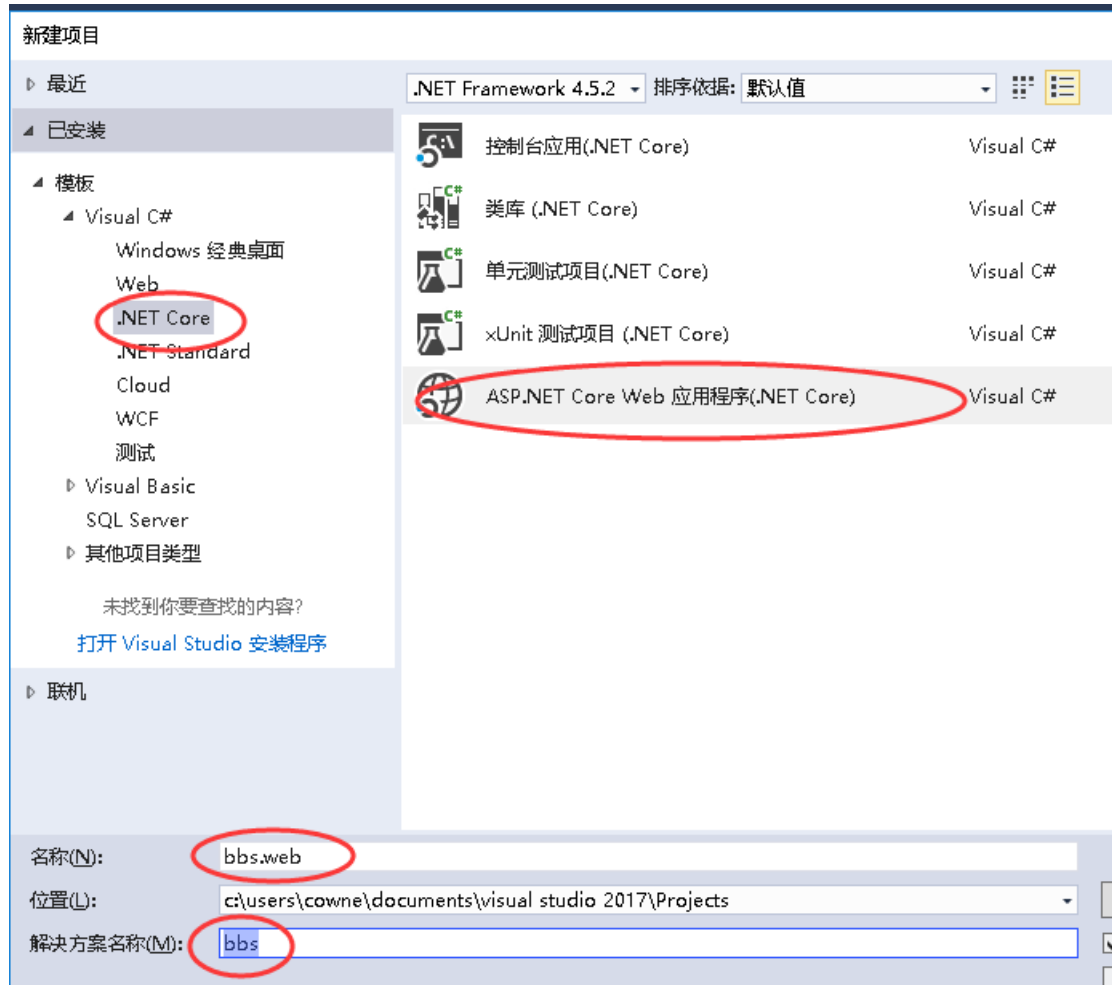 新建项目
最近
已安装
模板
Visual C#
Windows 经典桌面
Web
.NET Core
.NET Standard
Cloud
WCF
测试
Visual Basic
SQL Server
其他项目类型
未找到你要查找的内容?
打开 Visual Studio 安装程序
联机
.NET Framework 4.5.2 排序依据: 默认值
控制台应用(.NET Core) Visual C#
类库 (.NET Core) Visual C#
单元测试项目(.NET Core) Visual C#
xUnit 测试项目 (.NET Core) Visual C#
ASP.NET Core Web 应用程序(.NET Core) Visual C#
名称(N): bbs.web
位置(L): c:\users\cowne\documents\visual studio 2017\Projects
解决方案名称(M): bbs